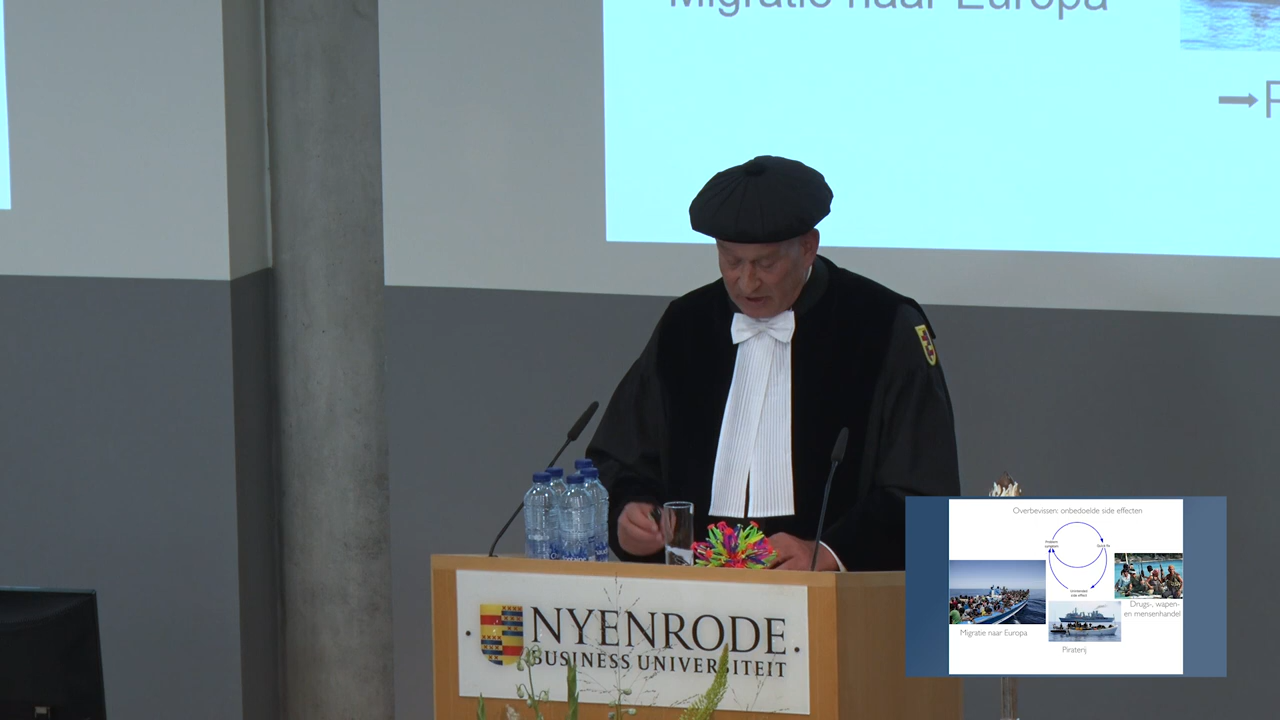 Migratie naar Europa
NYENRODE
BUSINESS UNIVERSITEIT
Overbevissen: onbedoelde side effecten
Migratie naar Europa
Piraterij
Drugs-, wapen-
en mensenhandel